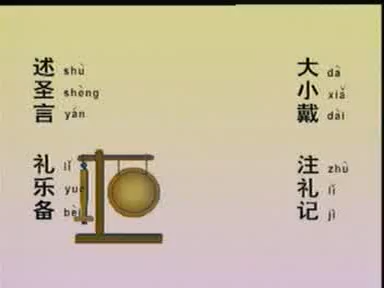 大小戴
dà xiǎ dài
注礼记
zhù lǐ jì
述圣言
shù shèng yán
礼乐备
lǐ yuè bèi